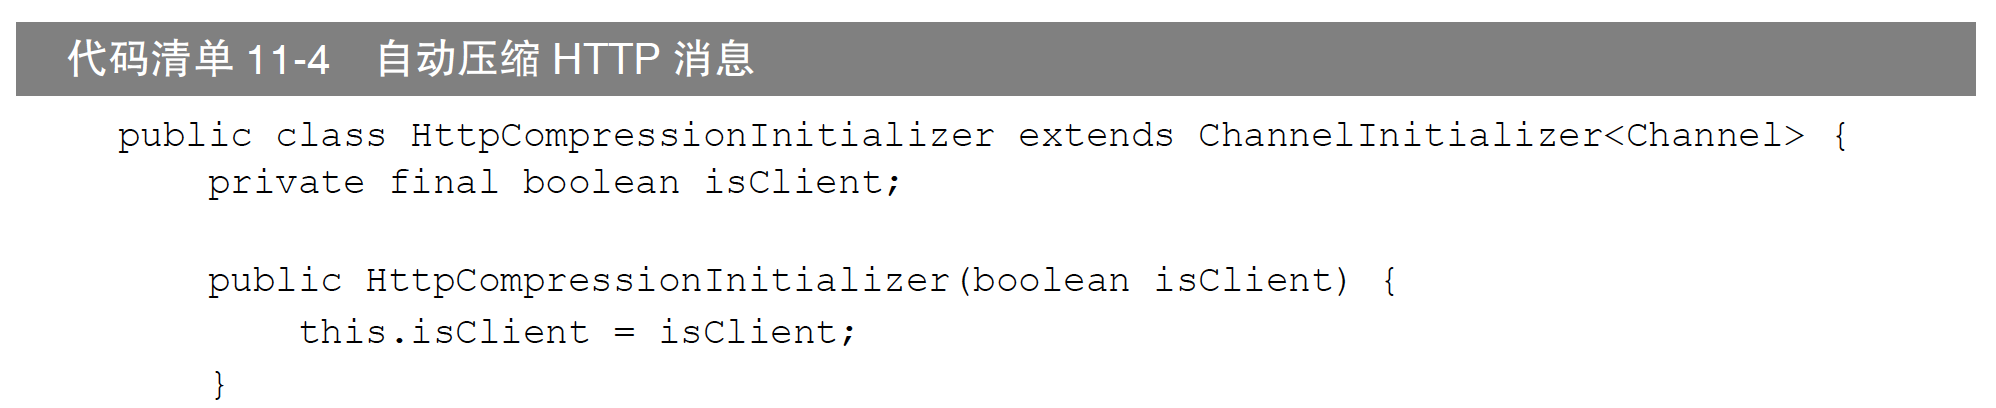 代码清单 11-4 自动压缩 HTTP 消息
public class HttpCompressionInitializer extends ChannelInitializer<Channel> {
    private final boolean isClient;

    public HttpCompressionInitializer(boolean isClient) {
        this.isClient = isClient;
    }